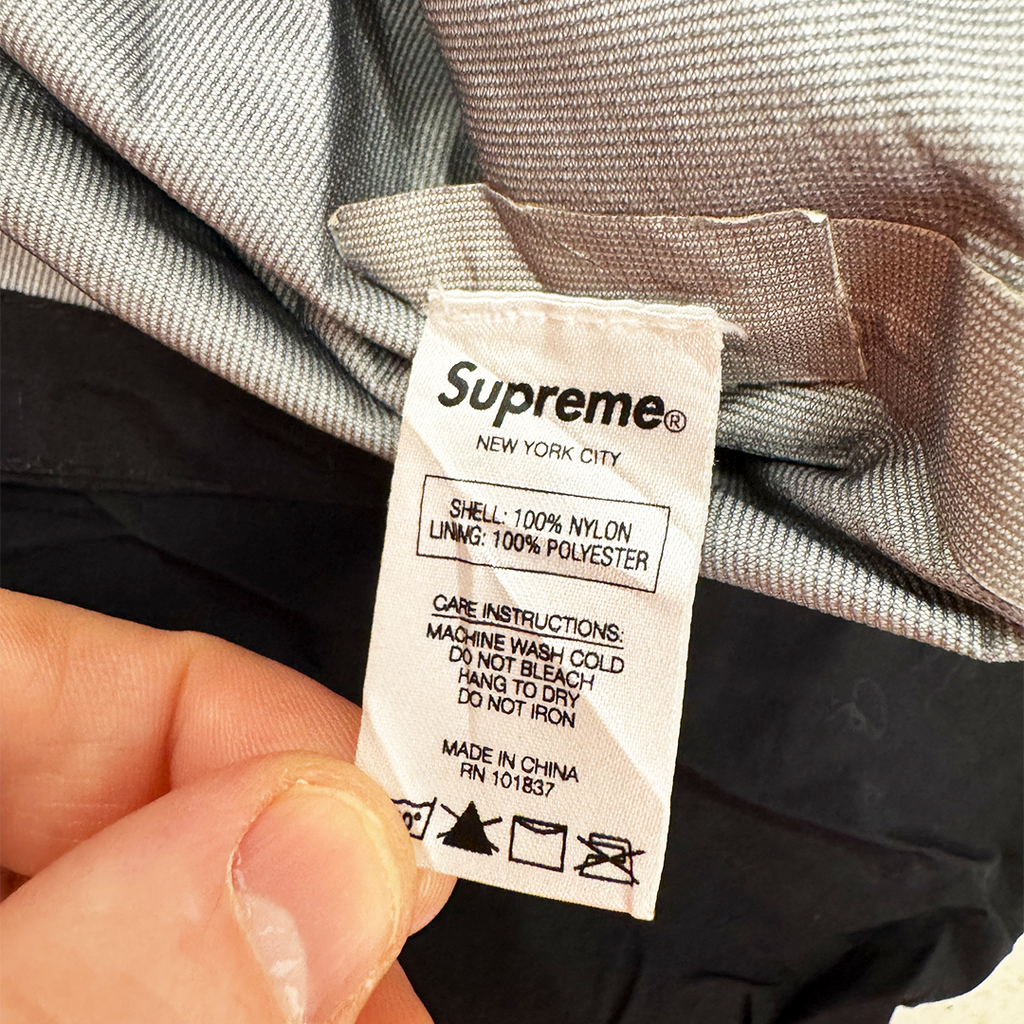 Supreme®
NEW YORK CITY
SHELL: 100% NYLON
LINING: 100% POLYESTER
CARE INSTRUCTIONS:
MACHINE WASH COLD
DO NOT BLEACH
HANG TO DRY
DO NOT IRON
MADE IN CHINA
RN 101837